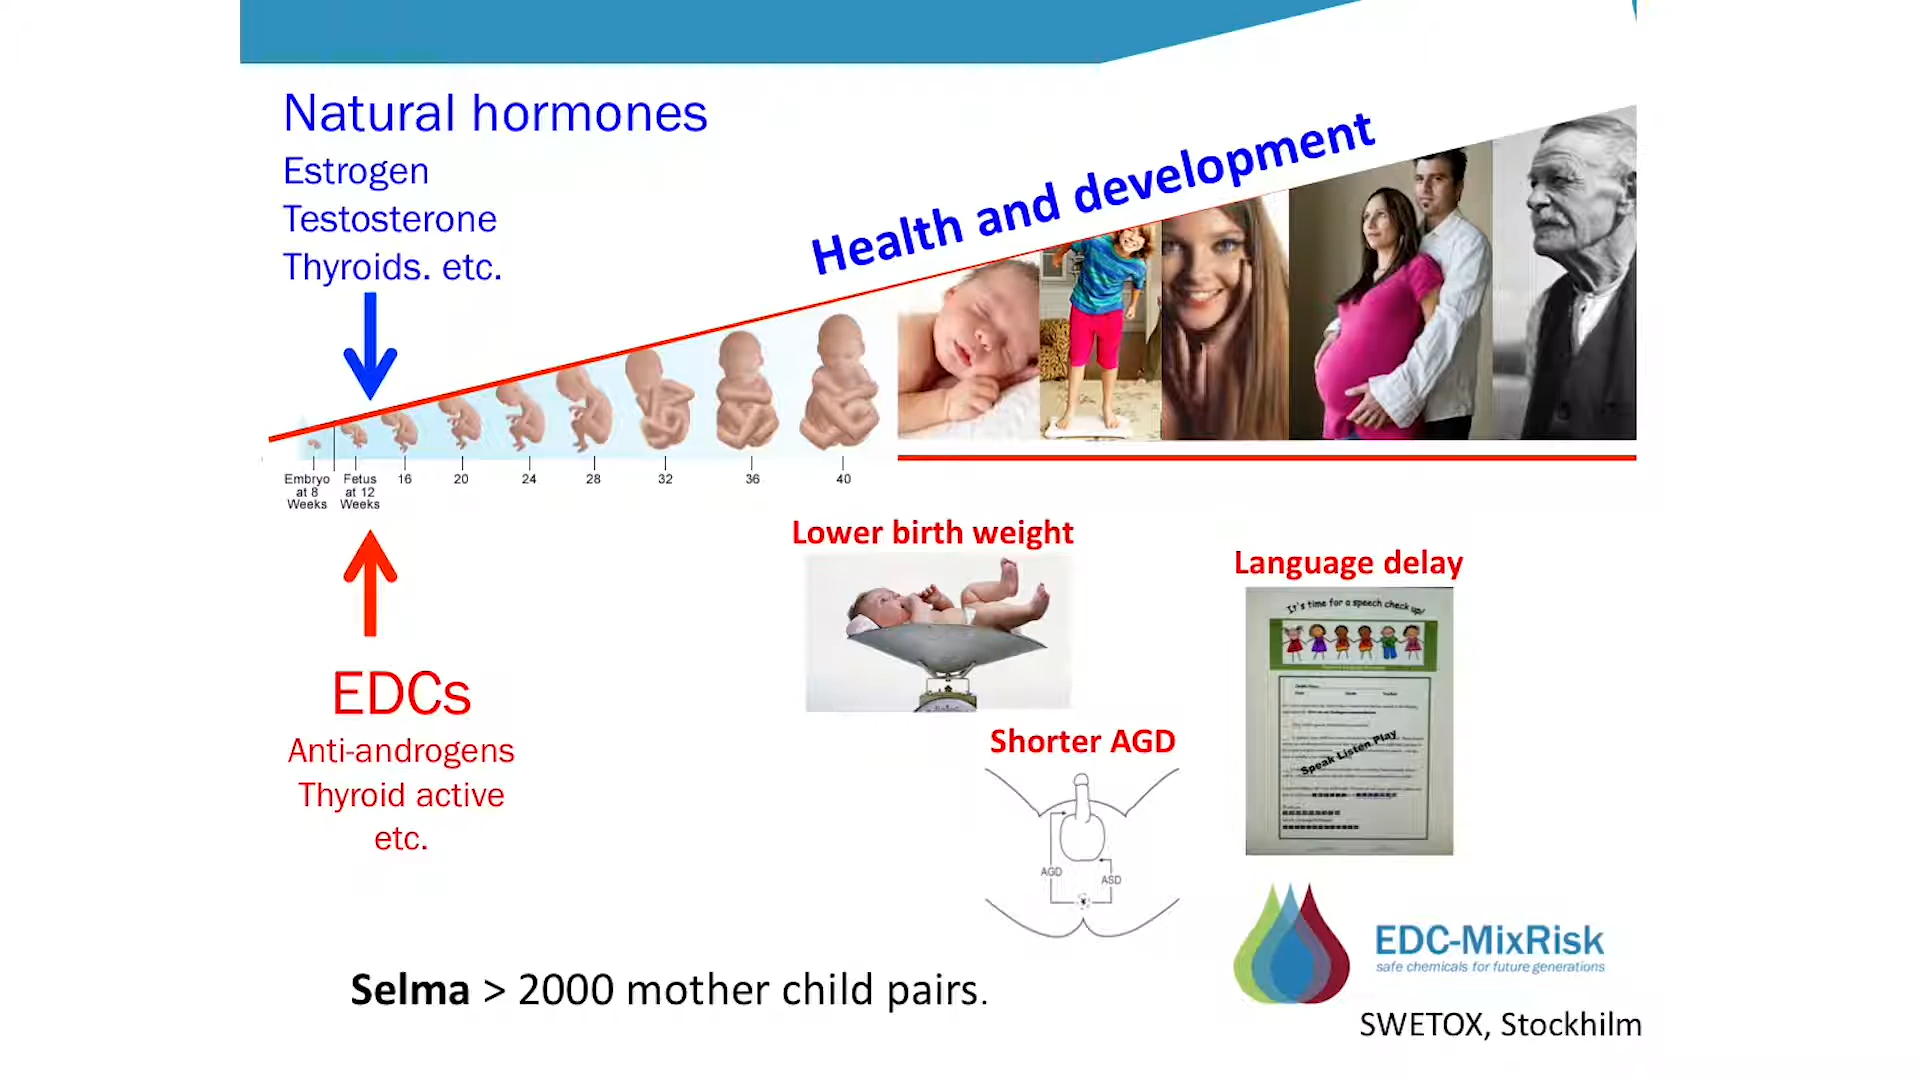 Natural hormones
Estrogen
Testosterone
Thyroids. etc.
Health and development
Embryo
at 8
Weeks
Fetus
at 12
Weeks
16
20
24
28
32
36
40
EDCs
Anti-androgens
Thyroid active
etc.
Lower birth weight
Shorter AGD
AGD
ASD
Language delay
It's time for a speech check up!
Speak Listen Play
Selma > 2000 mother child pairs.
EDC-MixRisk
safe chemicals for future generations
SWETOX, Stockhilm